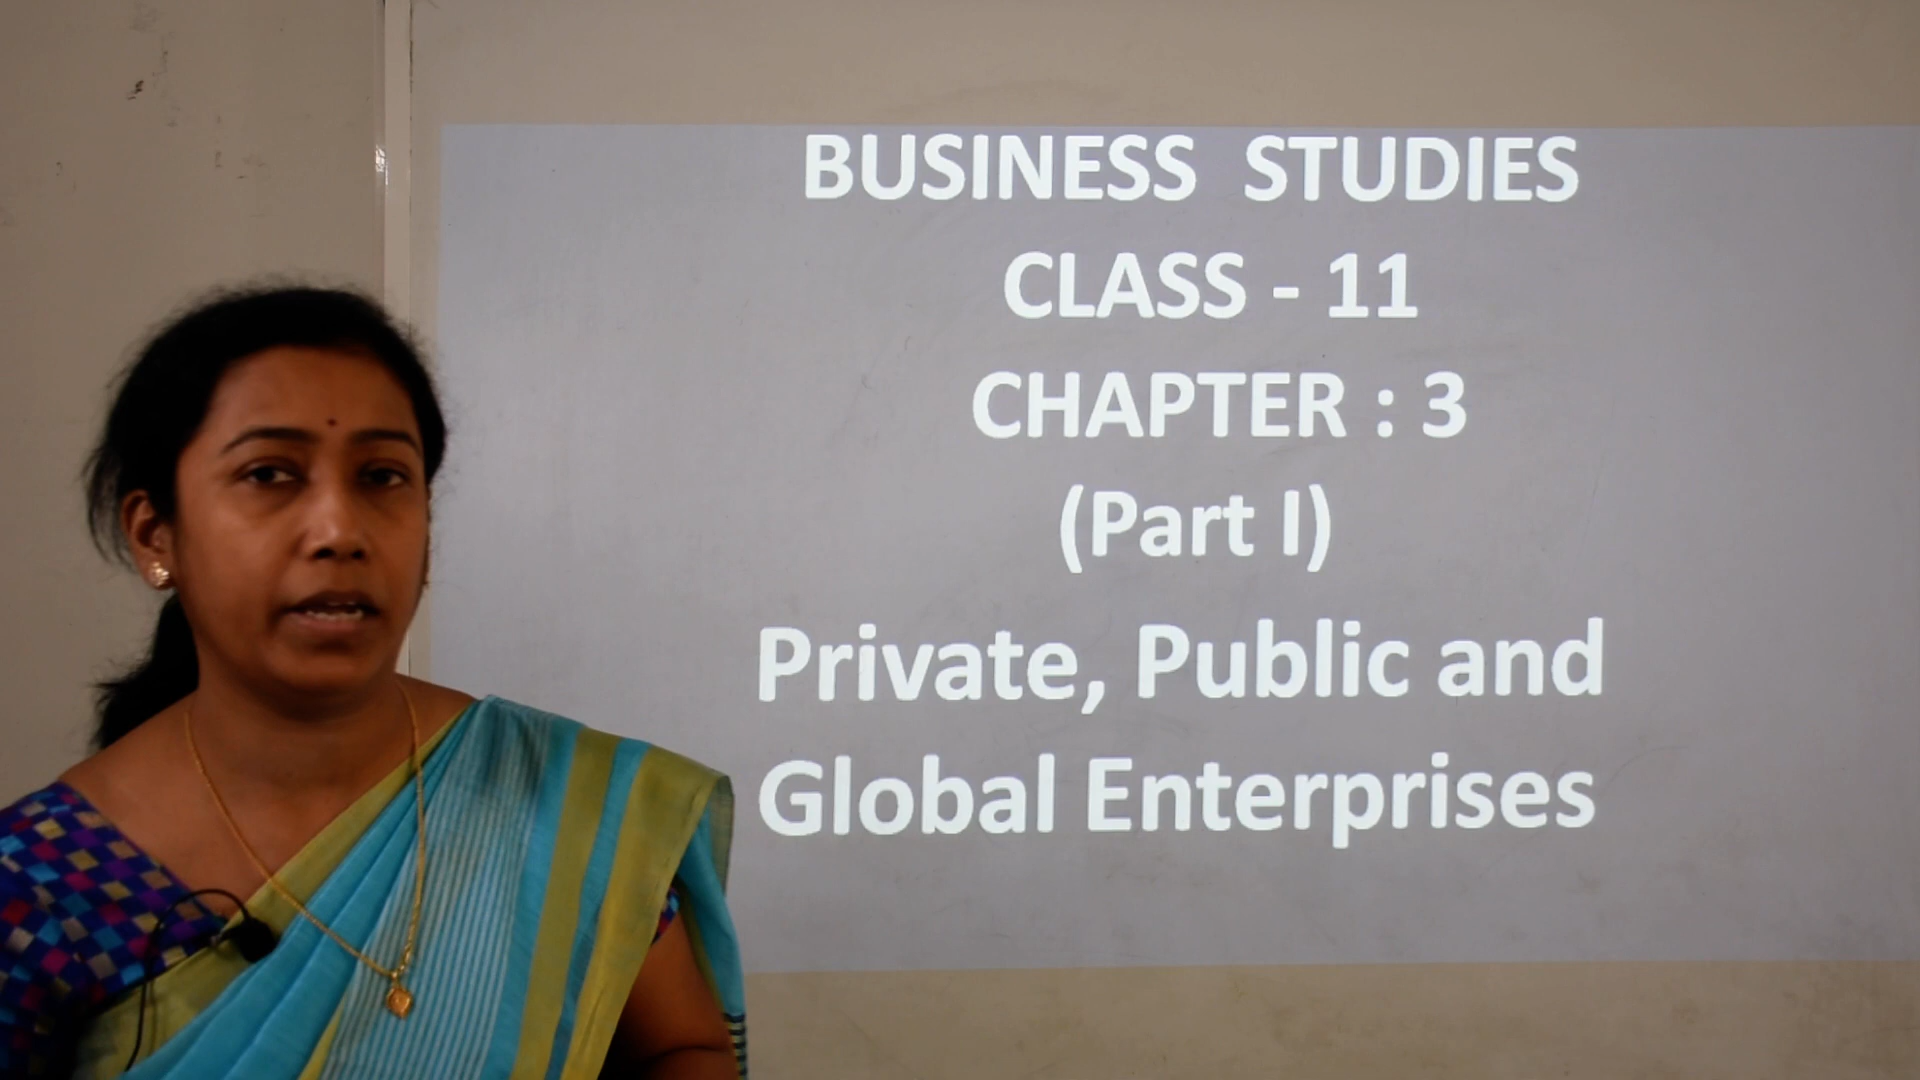 BUSINESS STUDIES
CLASS - 11
CHAPTER : 3
(Part I)
Private, Public and
Global Enterprises